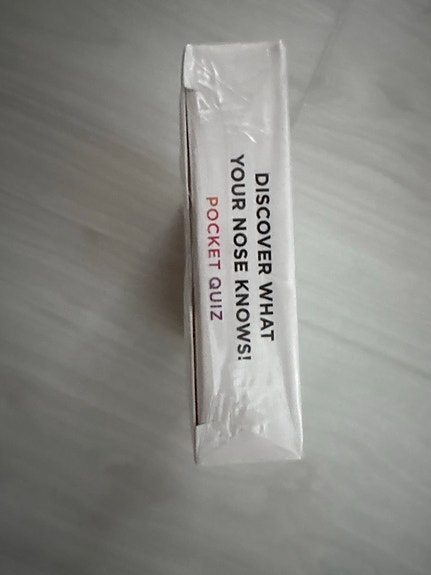 DISCOVER WHAT
YOUR NOSE KNOWS!
POCKET QUIZ